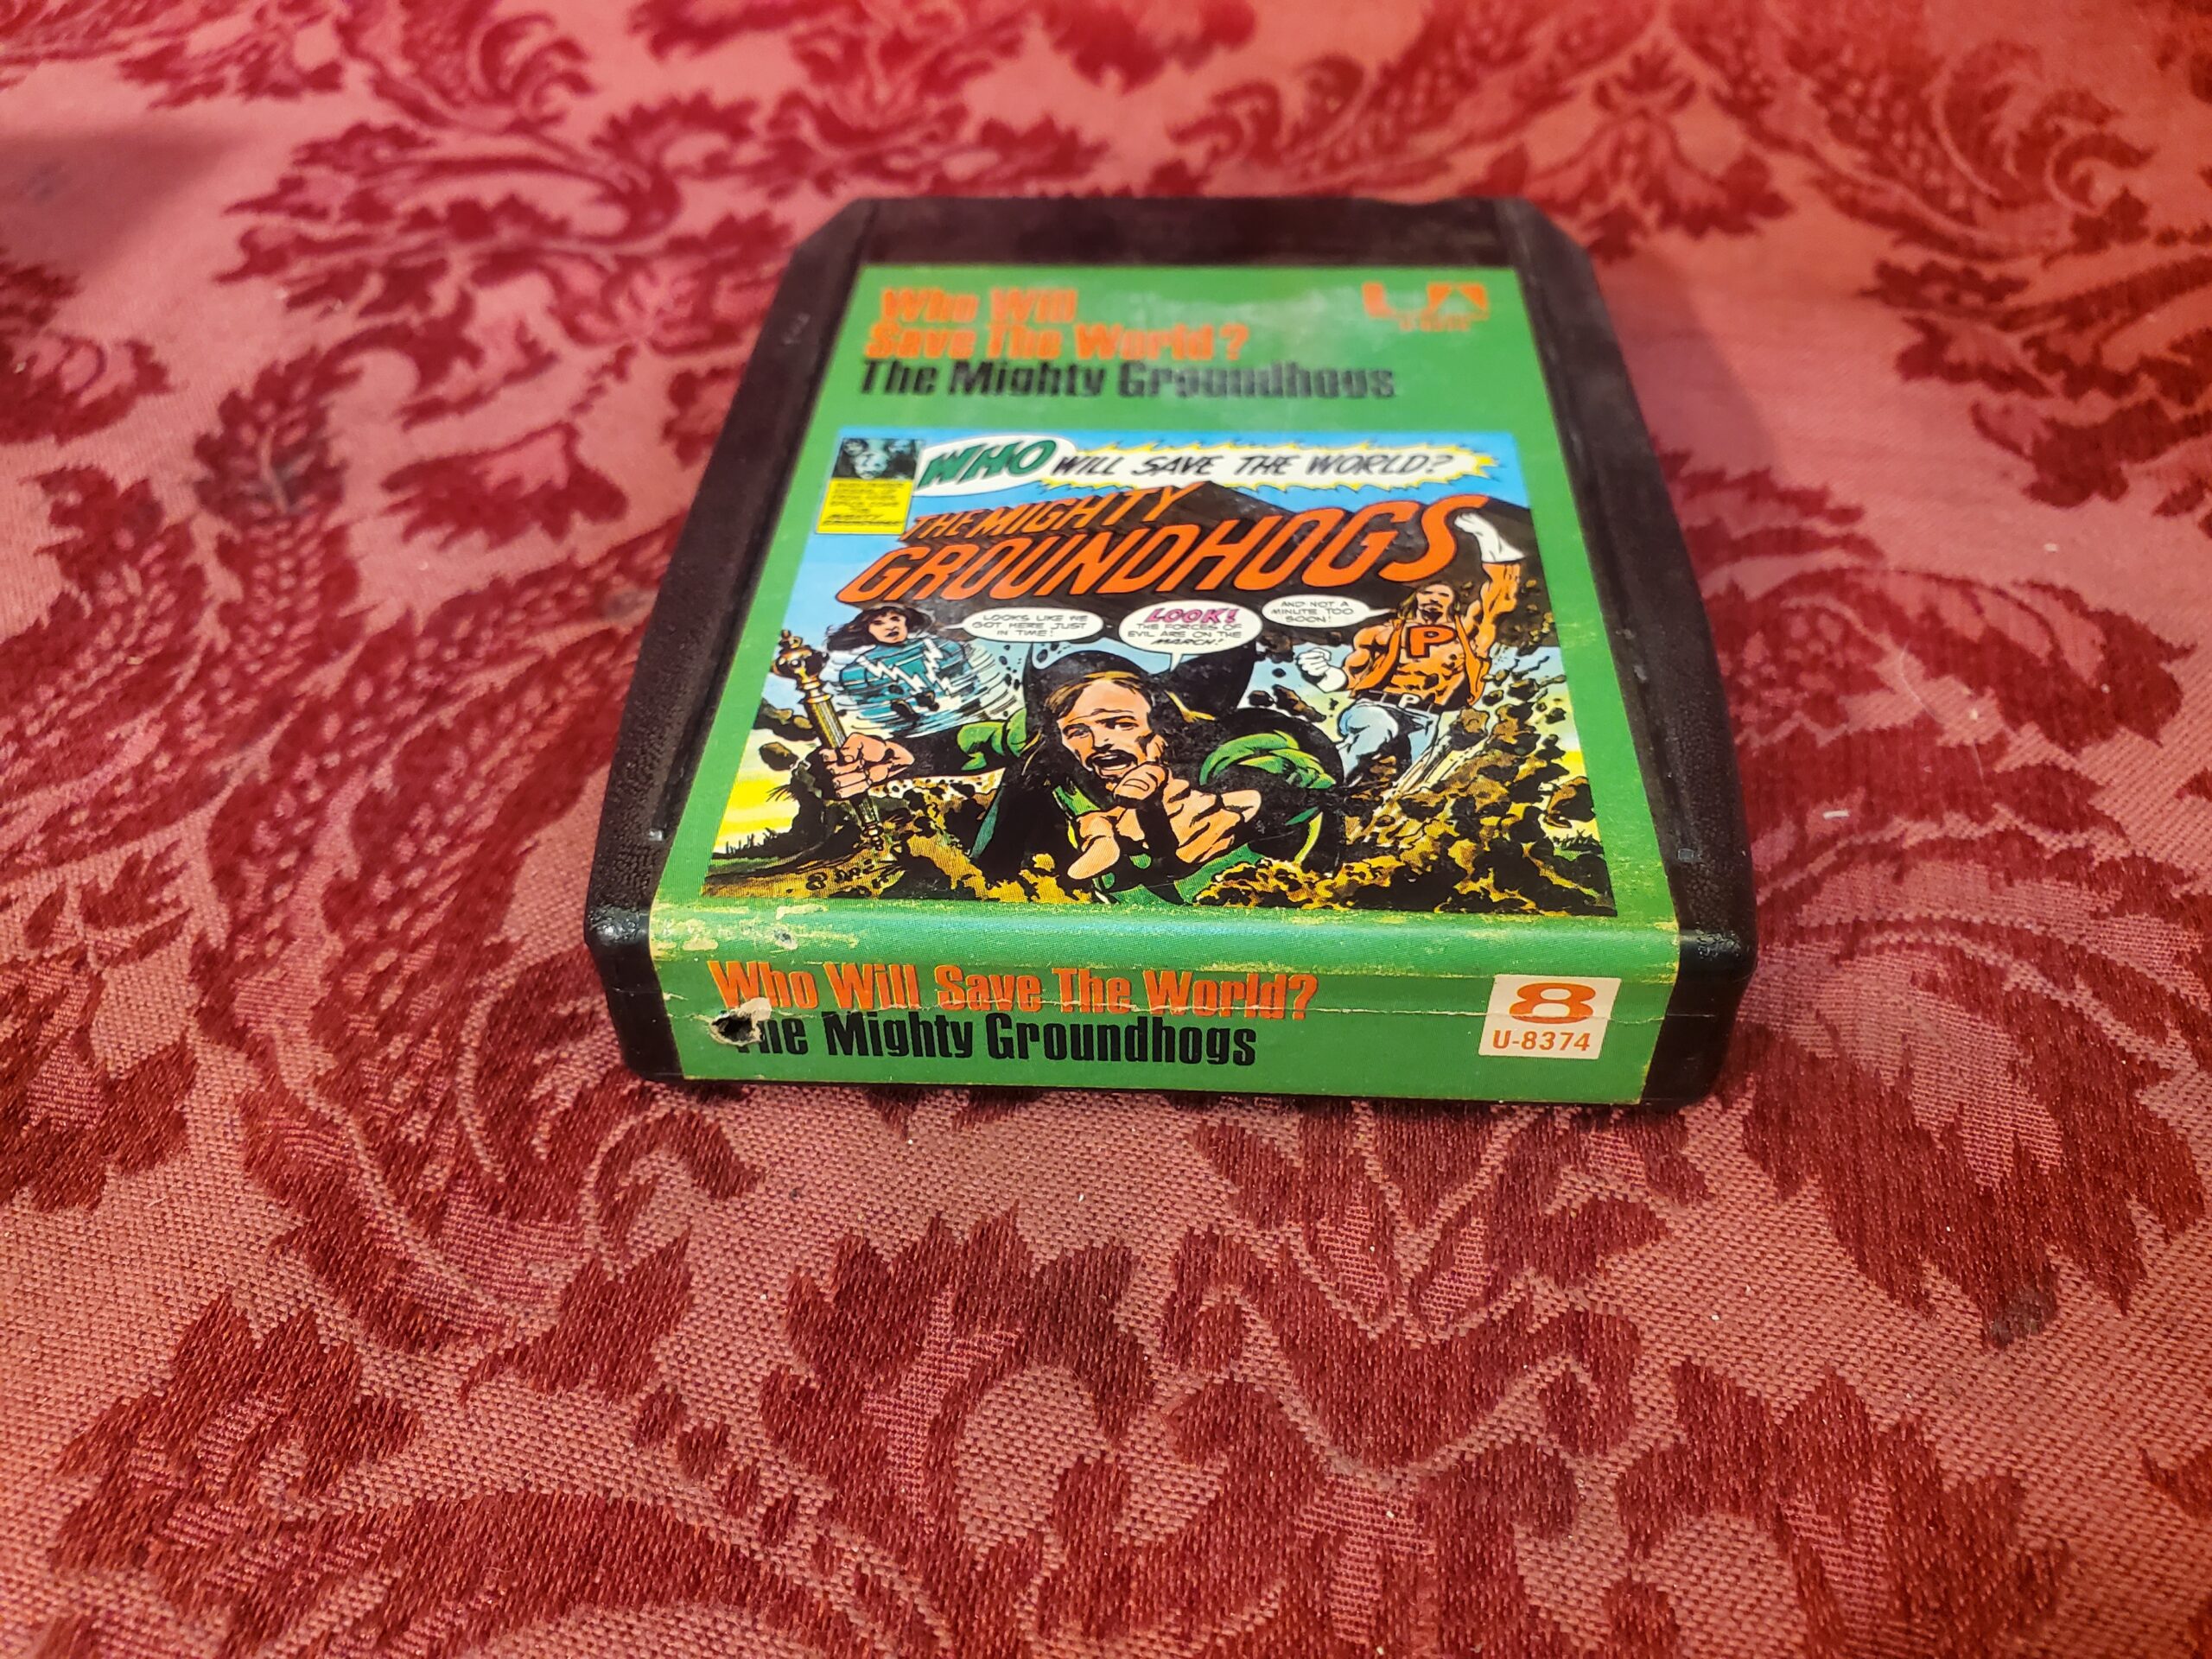 Who Will
Save The World?
The Mighty Groundhogs
UA
WHO WILL SAVE THE WORLD?
THE MIGHTY
GROUNDHOGS
LOOKS LIKE WE
GOT HERE JUST
IN TIME!
LOOK!
THE FORCES OF
EVIL ARE ON THE
MARCH!
AND NOT A
MINUTE TOO
SOON!
P
P
Who Will Save The World?
The Mighty Groundhogs
8
U-8374